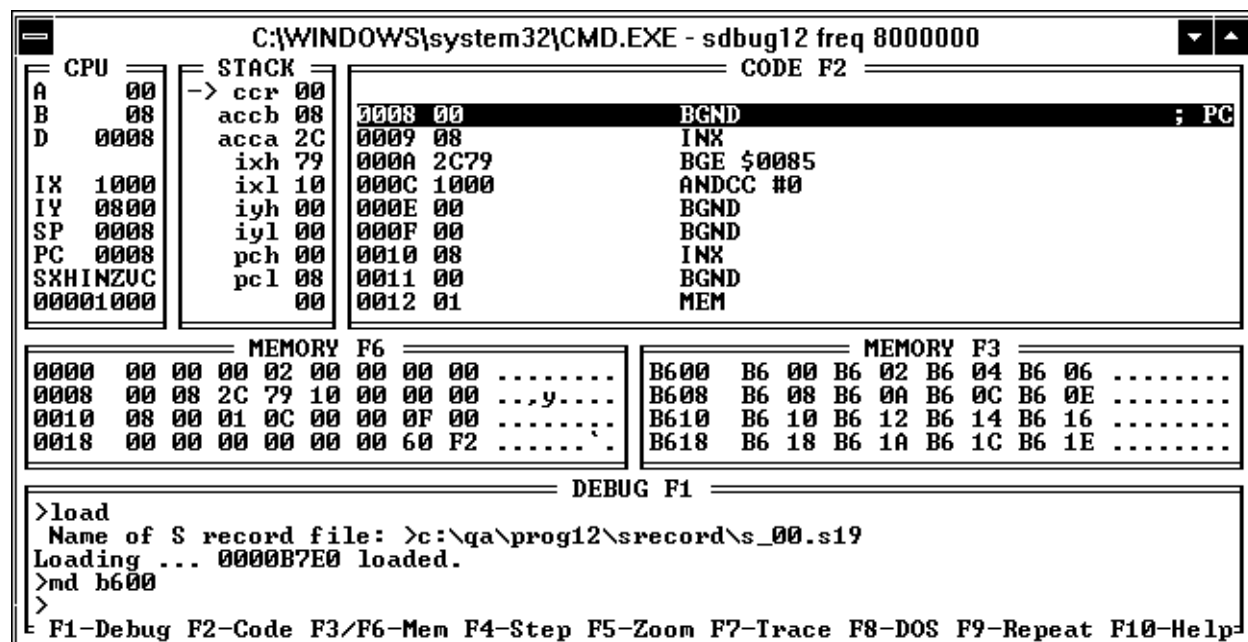 C:\WINDOWS\system32\CMD.EXE - sdbug12 freq 8000000
CPU
A 00
B 08
D 0008
IX 1000
IY 0800
SP 0008
PC 0008
SXHINZVC
00001000
STACK
-> ccr 00
accb 08
acca 2C
ixh 79
ixl 10
iyh 00
iyl 00
pch 00
pcl 08
00
CODE F2
0008 00 BGND ; PC
0009 08 INX
000A 2C79 BGE $0085
000C 1000 ANDCC #0
000E 00 BGND
000F 00 BGND
0010 08 INX
0011 00 BGND
0012 01 MEM
MEMORY F6
0000 00 00 00 02 00 00 00 00 ........
0008 00 08 2C 79 10 00 00 00 ..,y....
0010 08 00 01 0C 00 00 0F 00 ........
0018 00 00 00 00 00 00 60 F2 ......`.
MEMORY F3
B600 B6 00 B6 02 B6 04 B6 06 ........
B608 B6 08 B6 0A B6 0C B6 0E ........
B610 B6 10 B6 12 B6 14 B6 16 ........
B618 B6 18 B6 1A B6 1C B6 1E ........
DEBUG F1
>load
Name of S record file: >c:\qa\prog12\srecord\s_00.s19
Loading ... 0000B7E0 loaded.
>md b600
>
F1-Debug F2-Code F3/F6-Mem F4-Step F5-Zoom F7-Trace F8-DOS F9-Repeat F10-Help